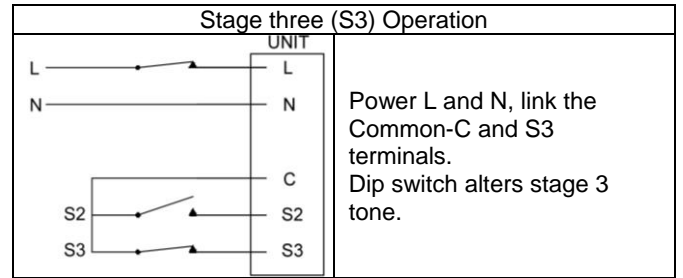 Stage three (S3) Operation
UNIT
L L
N N
C
S2 S2
S3 S3
Power L and N, link the
Common-C and S3
terminals.
Dip switch alters stage 3
tone.